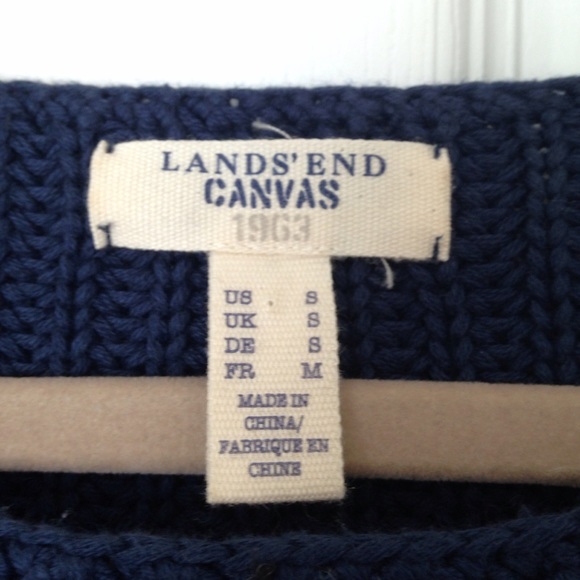 LANDS' END
CANVAS
1963
US S
UK S
DE S
FR M
MADE IN
CHINA/
FABRIQUE EN
CHINE